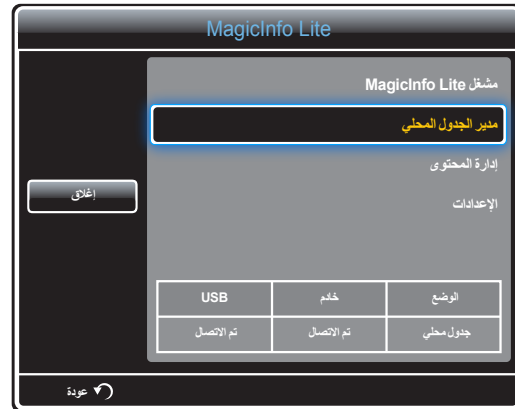 MagicInfo Lite
مشغل MagicInfo Lite
مدير الجدول المحلي
إدارة المحتوى
الإعدادات
إغلاق
الوضع خادم USB
جدول محلي تم الاتصال تم الاتصال
عودة